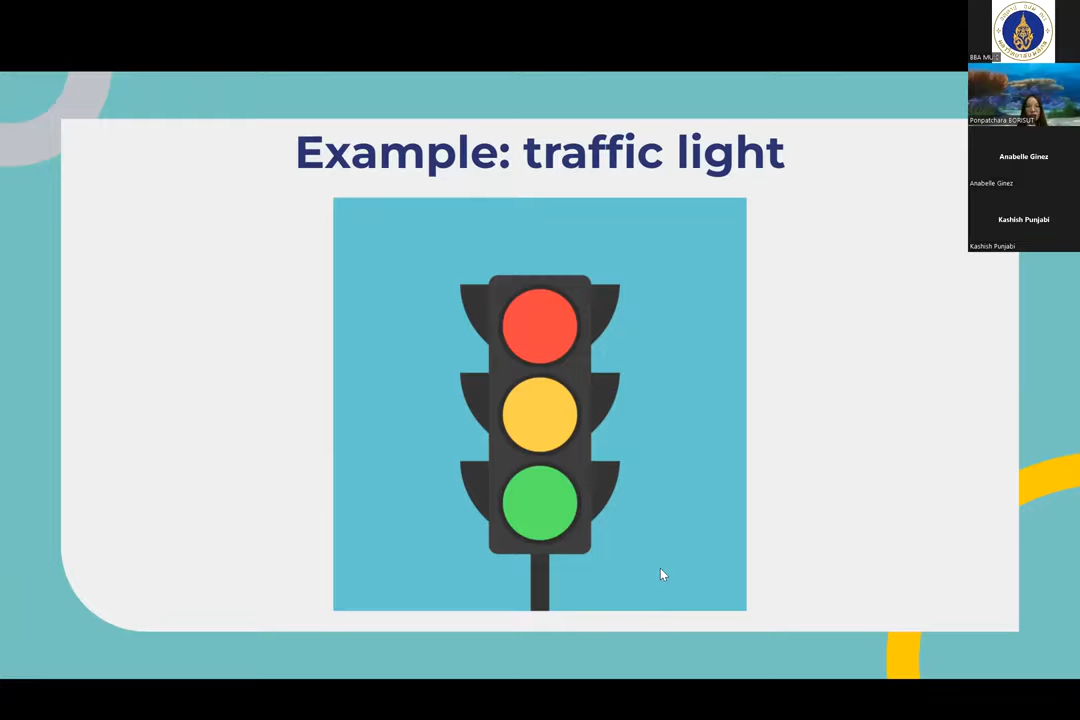 Example: traffic light
BBA MU
Ponpatchara BORISUT
Anabelle Ginez
Anabelle Ginez
Kashish Punjabi
Kashish Punjabi